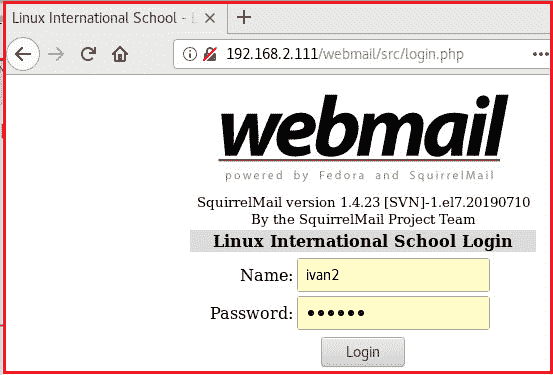 Linux International School - L
192.168.2.111/webmail/src/login.php
webmail
powered by Fedora and SquirrelMail
SquirrelMail version 1.4.23 [SVN]-1.el7.20190710
By the SquirrelMail Project Team
Linux International School Login
Name: ivan2
Password: ••••••
Login